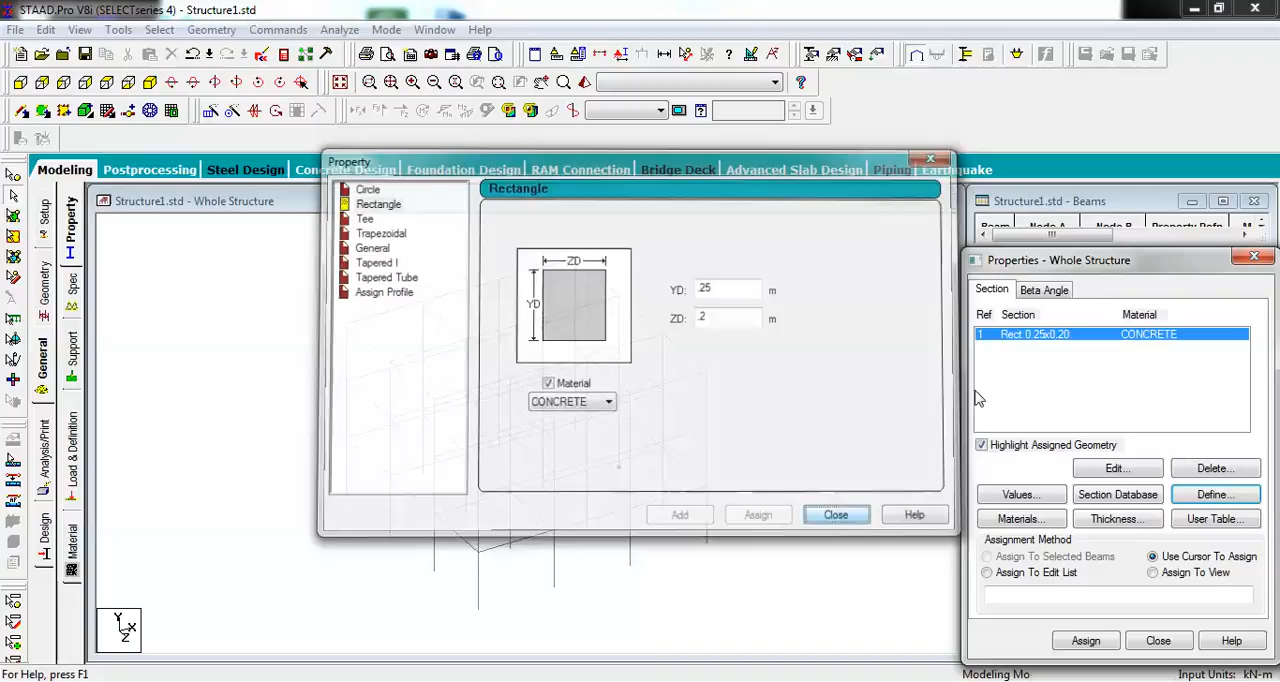 STAAD.Pro V8i (SELECTseries 4) - Structure1.std
File Edit View Tools Select Geometry Commands Analyze Mode Window Help
Modeling Postprocessing Steel Design Concrete Design Foundation Design RAM Connection Bridge Deck Advanced Slab Design Piping Earthquake
Setup
Geometry
General
Analysis/Print
Design
Property
Spec
Support
Load & Definition
Material
Structure1.std - Whole Structure
Property
Circle
Rectangle
Tee
Trapezoidal
General
Tapered I
Tapered Tube
Assign Profile
Rectangle
ZD
YD
YD: .25 m
ZD: .2 m
Material
CONCRETE
Add Assign Close Help
Structure1.std - Beams
Beam Node A Node B Property Refn
Properties - Whole Structure
Section Beta Angle
Ref Section Material
1 Rect 0.25x0.20 CONCRETE
Highlight Assigned Geometry
Edit... Delete...
Values... Section Database Define...
Materials... Thickness... User Table...
Assignment Method
Assign To Selected Beams Use Cursor To Assign
Assign To Edit List Assign To View
Assign Close Help
Y
X
Z
For Help, press F1
Modeling Mo
Input Units: kN-m